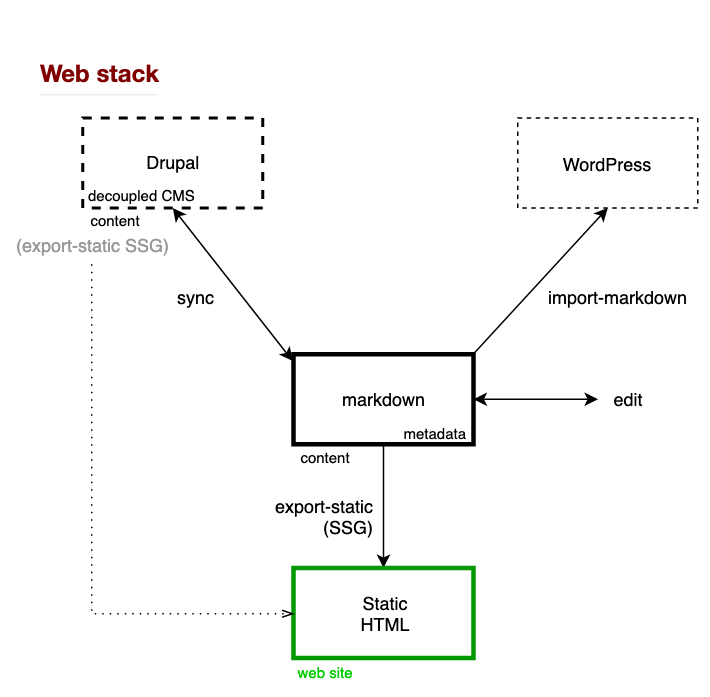 Web stack
Drupal
decoupled CMS
content
(export-static SSG)
WordPress
sync
import-markdown
markdown
metadata
content
edit
export-static
(SSG)
Static
HTML
web site